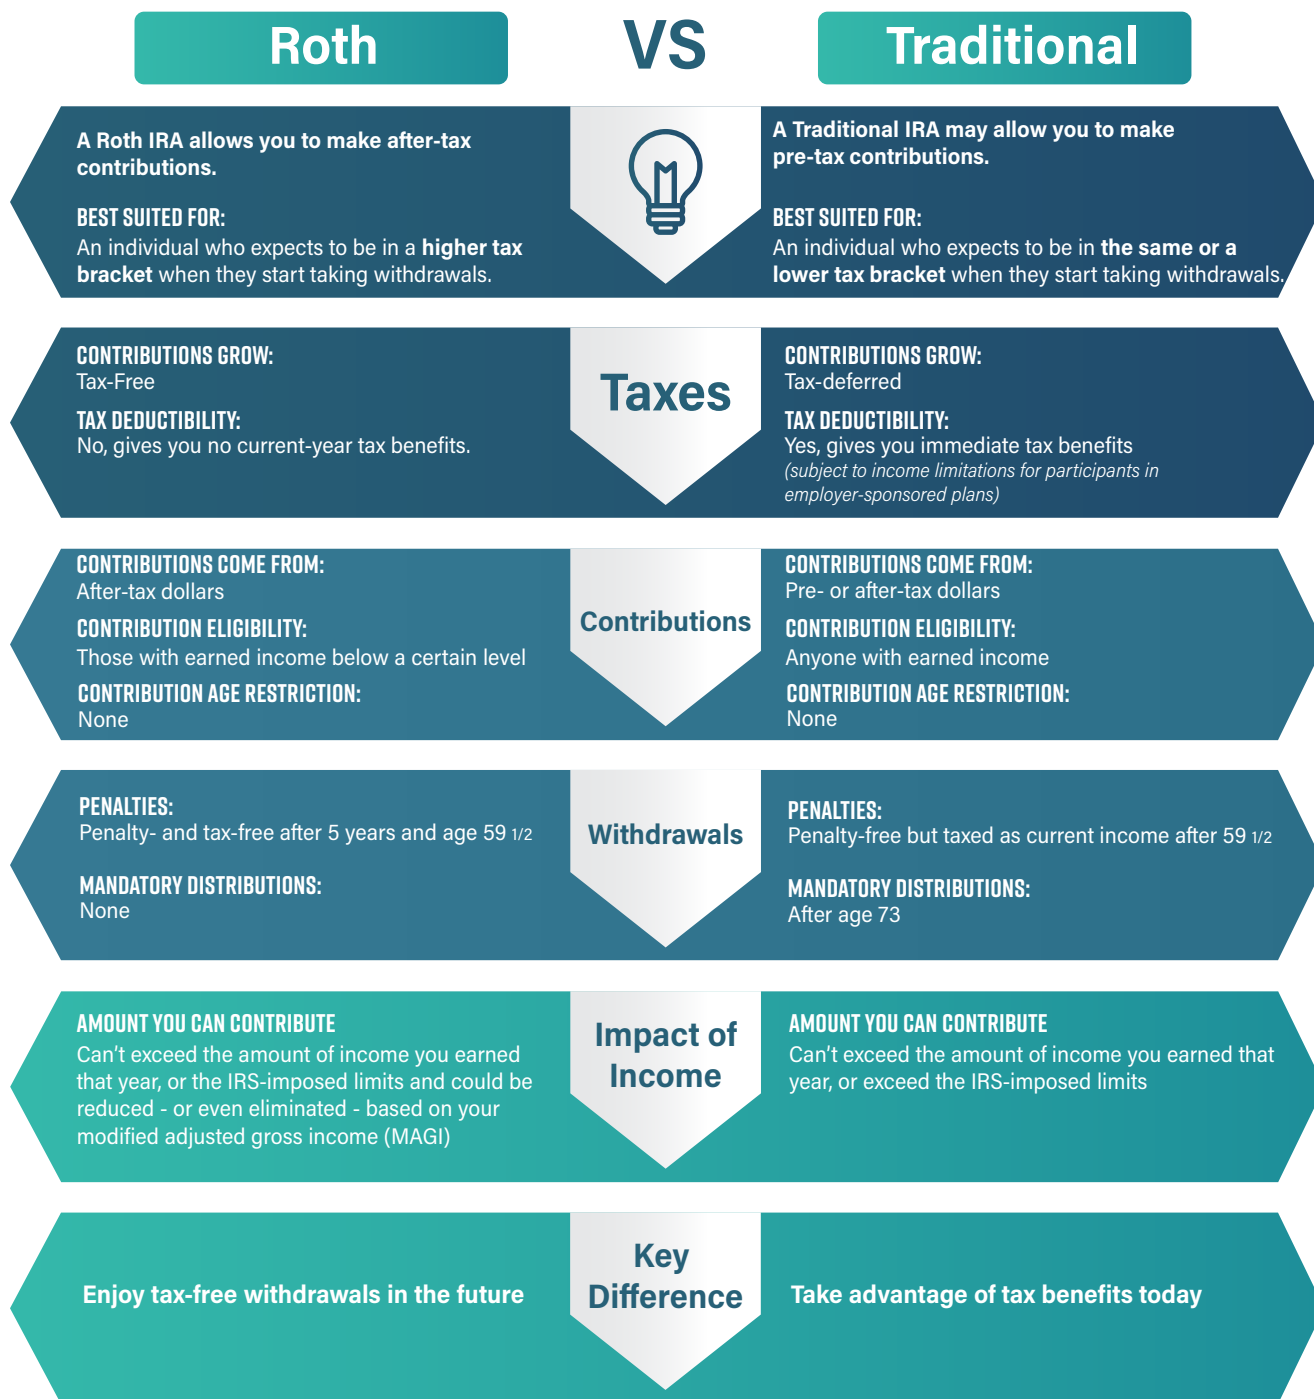 Roth
VS
Traditional
A Roth IRA allows you to make after-tax
contributions.
BEST SUITED FOR:
An individual who expects to be in a higher tax
bracket when they start taking withdrawals.
A Traditional IRA may allow you to make
pre-tax contributions.
BEST SUITED FOR:
An individual who expects to be in the same or a
lower tax bracket when they start taking withdrawals.
CONTRIBUTIONS GROW:
Tax-Free
TAX DEDUCTIBILITY:
No, gives you no current-year tax benefits.
Taxes
CONTRIBUTIONS GROW:
Tax-deferred
TAX DEDUCTIBILITY:
Yes, gives you immediate tax benefits
(subject to income limitations for participants in
employer-sponsored plans)
CONTRIBUTIONS COME FROM:
After-tax dollars
CONTRIBUTION ELIGIBILITY:
Those with earned income below a certain level
CONTRIBUTION AGE RESTRICTION:
None
Contributions
CONTRIBUTIONS COME FROM:
Pre- or after-tax dollars
CONTRIBUTION ELIGIBILITY:
Anyone with earned income
CONTRIBUTION AGE RESTRICTION:
None
PENALTIES:
Penalty- and tax-free after 5 years and age 59 1/2
MANDATORY DISTRIBUTIONS:
None
Withdrawals
PENALTIES:
Penalty-free but taxed as current income after 59 1/2
MANDATORY DISTRIBUTIONS:
After age 73
AMOUNT YOU CAN CONTRIBUTE
Can't exceed the amount of income you earned
that year, or the IRS-imposed limits and could be
reduced - or even eliminated - based on your
modified adjusted gross income (MAGI)
Impact of
Income
AMOUNT YOU CAN CONTRIBUTE
Can't exceed the amount of income you earned that
year, or exceed the IRS-imposed limits
Enjoy tax-free withdrawals in the future
Key
Difference
Take advantage of tax benefits today